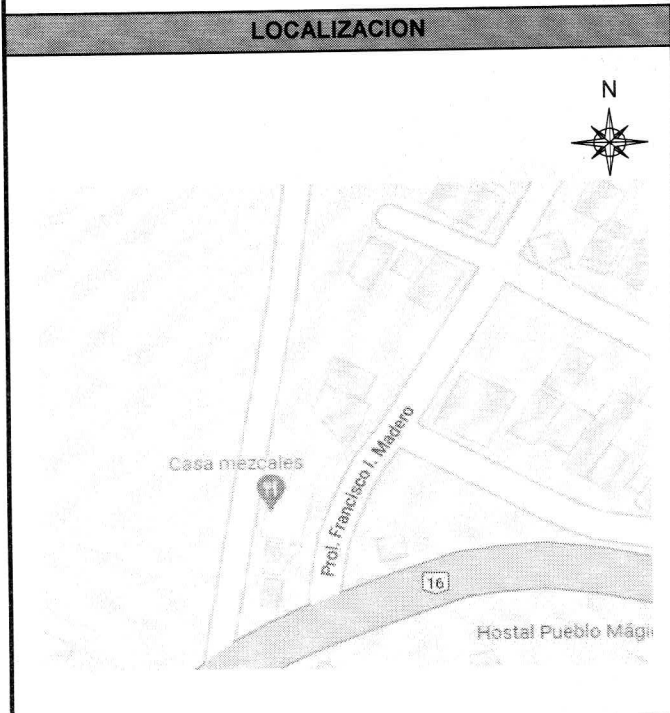 LOCALIZACION
N
Casa mezcales
Prol. Francisco I. Madero
16
Hostal Pueblo Mági